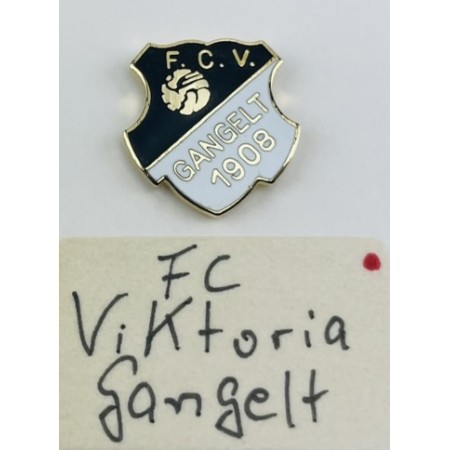 F. C. V.
GANGELT
1908
FC
Viktoria
Gangelt